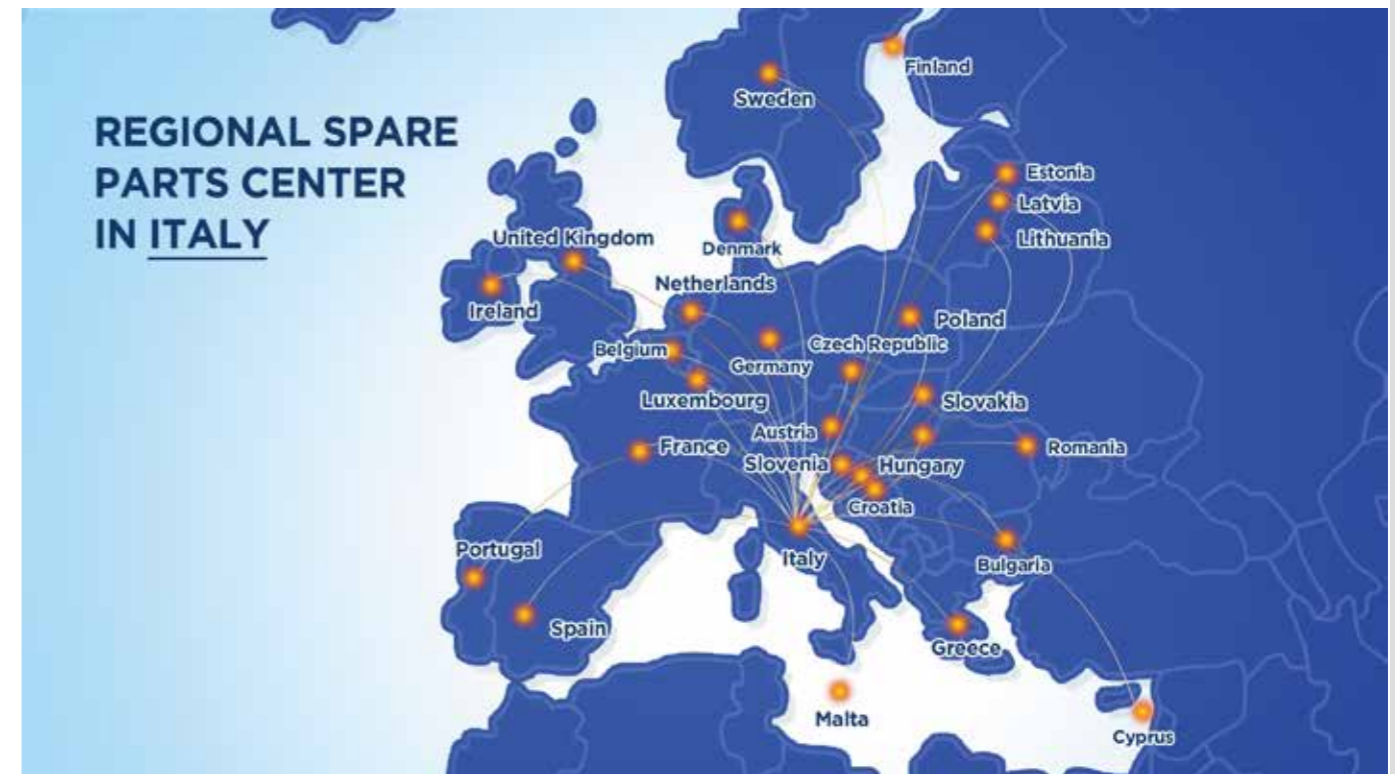 REGIONAL SPARE
PARTS CENTER
IN ITALY
Finland
Sweden
Estonia
Latvia
Lithuania
United Kingdom
Denmark
Netherlands
Ireland
Poland
Czech Republic
Belgium
Germany
Luxembourg
Slovakia
Austria
France
Romania
Slovenia
Hungary
Croatia
Portugal
Italy
Bulgaria
Spain
Greece
Malta
Cyprus